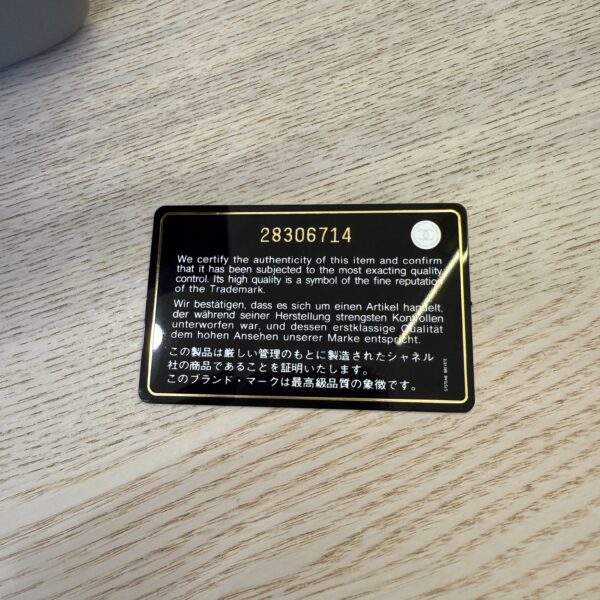 28306714
We certify the authenticity of this item and confirm
that it has been subjected to the most exacting quality
control. Its high quality is a symbol of the fine reputation
of the Trademark.
Wir bestätigen, dass es sich um einen Artikel handelt,
der während seiner Herstellung strengsten Kontrollen
unterworfen war, und dessen erstklassige Qualität
dem hohen Ansehen unserer Marke entspricht.
この製品は厳しい管理のもとに製造されたシャネル
社の商品であることを証明いたします。
このブランド・マークは最高級品質の象徴です。